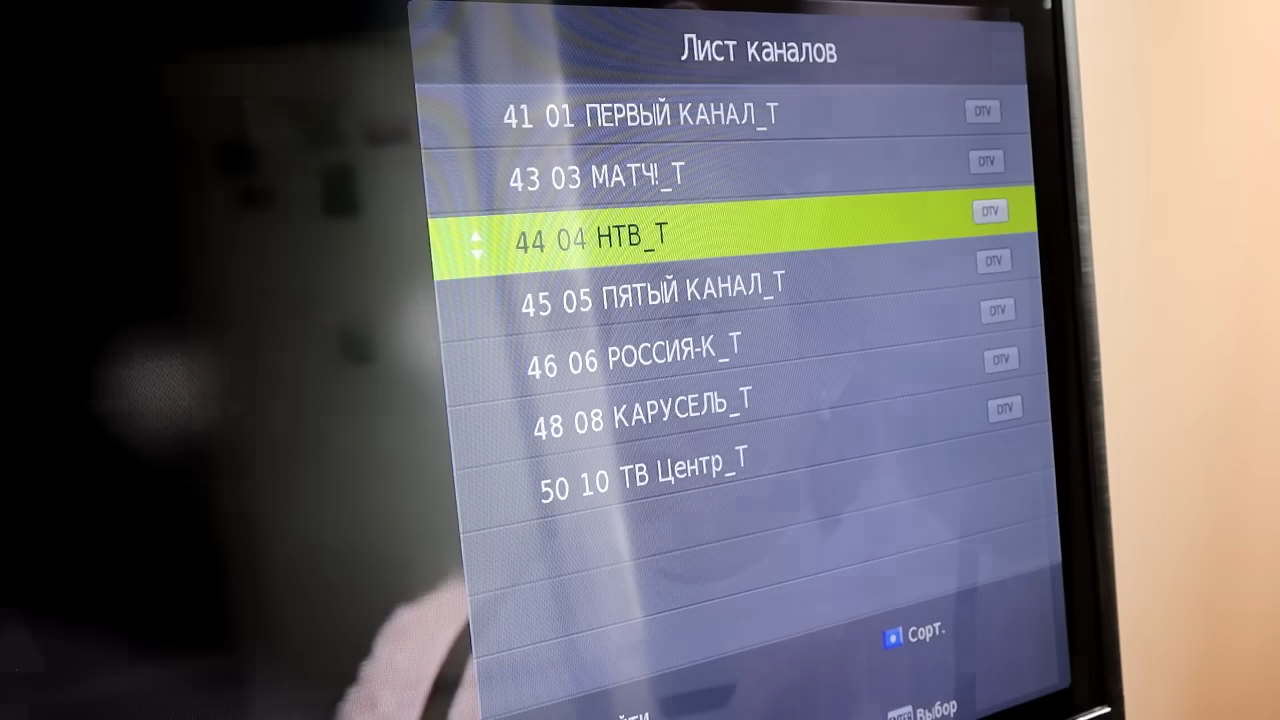 Лист каналов
41 01 ПЕРВЫЙ КАНАЛ_Т DTV
43 03 МАТЧ!_Т DTV
44 04 НТВ_Т DTV
45 05 ПЯТЫЙ КАНАЛ_Т DTV
46 06 РОССИЯ-К_Т DTV
48 08 КАРУСЕЛЬ_Т DTV
50 10 ТВ Центр_Т DTV
Сорт.
Выбор